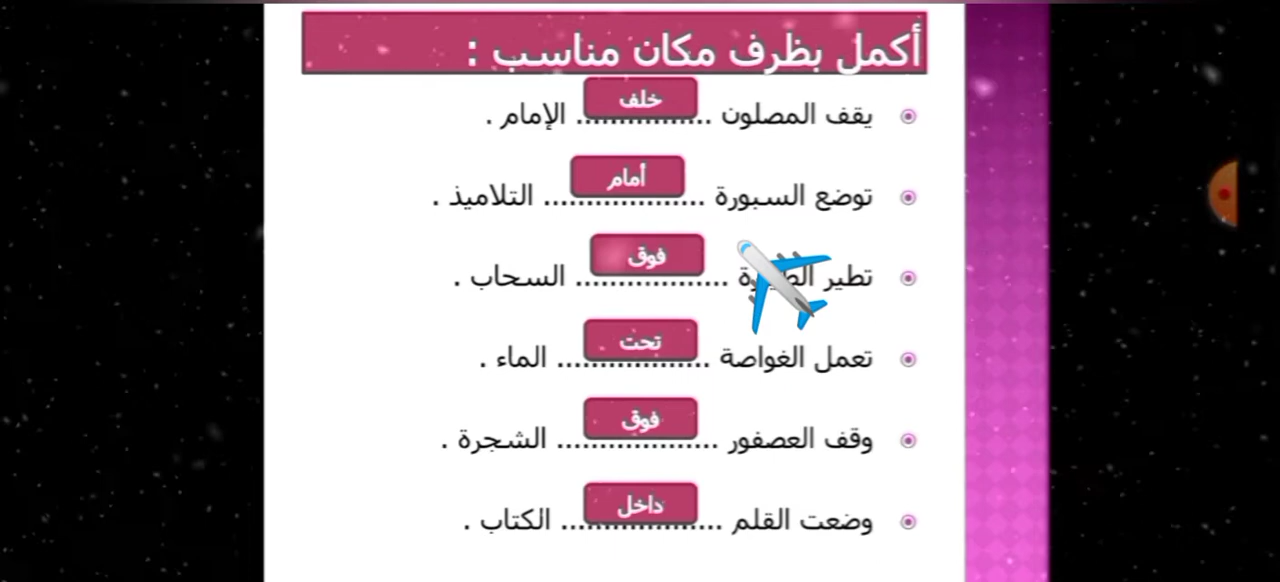 أكمل بظرف مكان مناسب :
يقف المصلون ........ خلف ........ الإمام .
توضع السبورة ........ أمام ........ التلاميذ .
تطير ........ فوق ........ السحاب .
تعمل الغواصة ........ تحت ........ الماء .
وقف العصفور ........ فوق ........ الشجرة .
وضعت القلم ........ داخل ........ الكتاب .